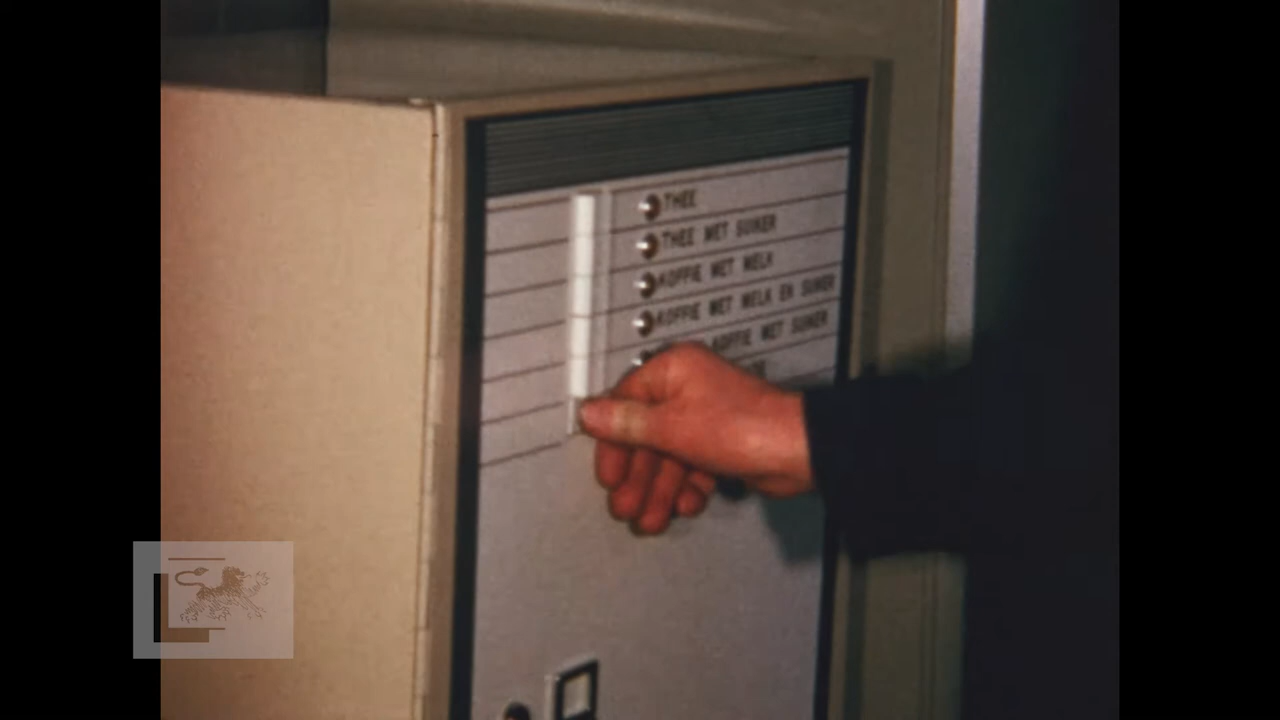 THEE
THEE MET SUIKER
KOFFIE MET MELK
KOFFIE MET MELK EN SUIKER
KOFFIE MET SUIKER